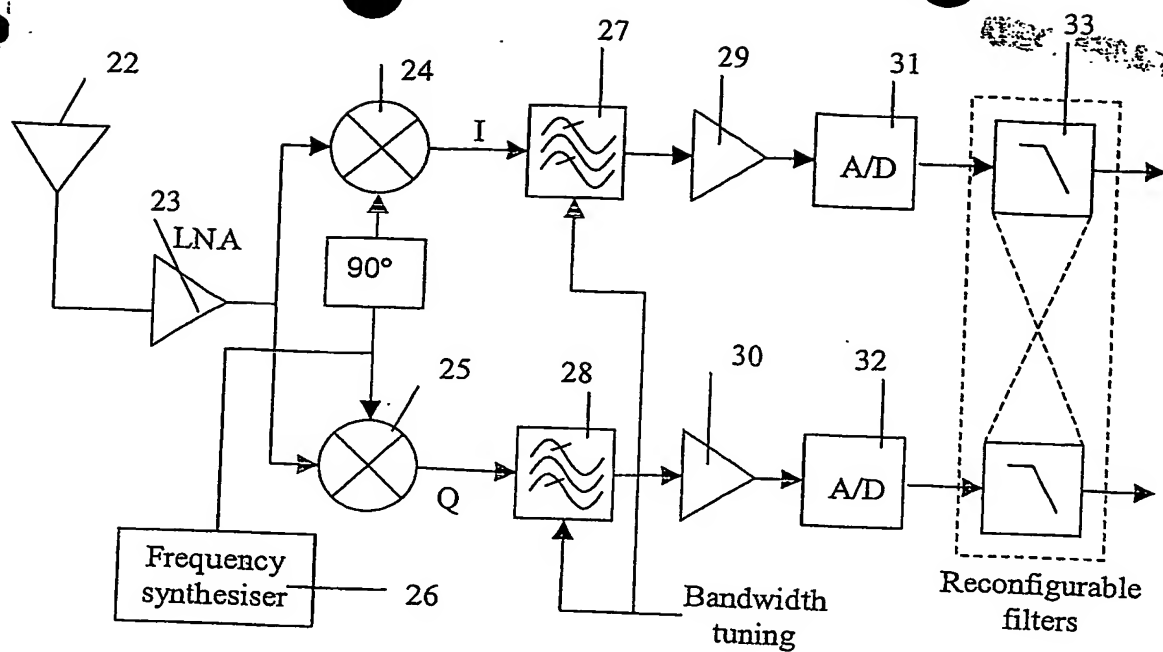 33
27
29
31
22
24
I
A/D
23
LNA
90°
25
28
30
32
Q
A/D
Frequency
synthesiser
26
Bandwidth
tuning
Reconfigurable
filters